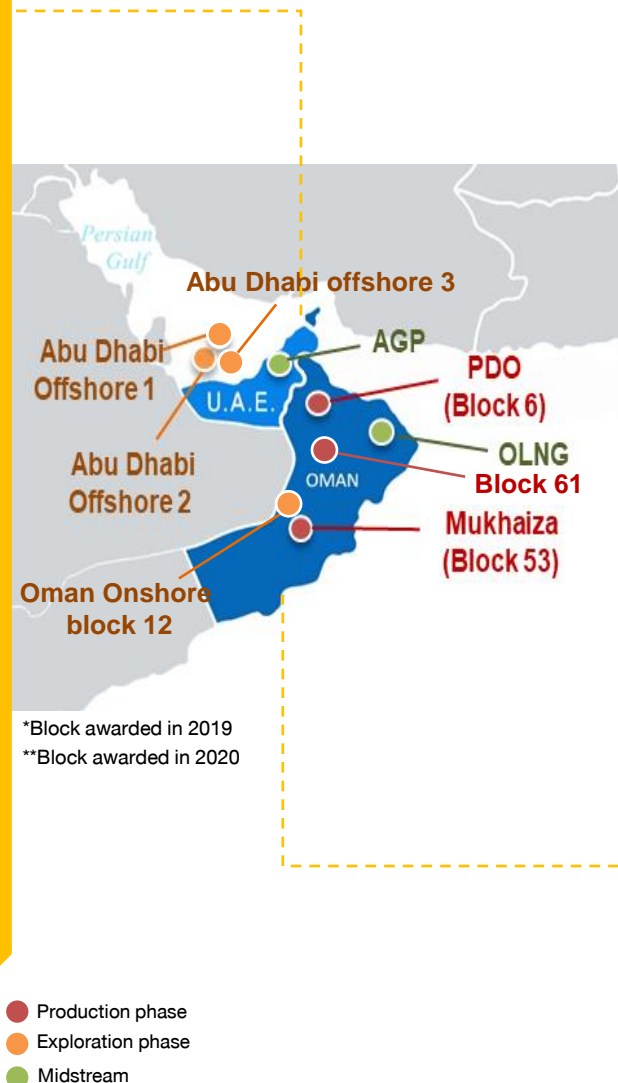 Persian
Gulf
Abu Dhabi offshore 3
Abu Dhabi
Offshore 1
AGP
PDO
(Block 6)
U.A.E.
OLNG
Abu Dhabi
Offshore 2
OMAN
Block 61
Mukhaiza
(Block 53)
Oman Onshore
block 12
*Block awarded in 2019
**Block awarded in 2020
Production phase
Exploration phase
Midstream